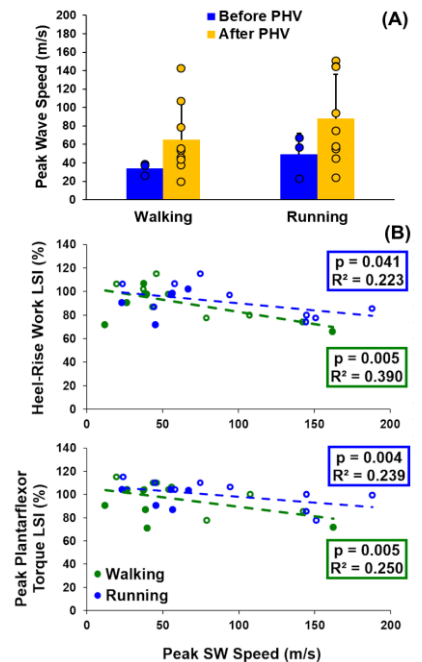 Before PHV
After PHV
(A)
Peak Wave Speed (m/s)
200
180
160
140
120
100
80
60
40
20
0
Walking
Running
(B)
Heel-Rise Work LSI (%)
140
120
100
80
60
40
20
0
p = 0.041
R² = 0.223
p = 0.005
R² = 0.390
0
50
100
150
200
Peak Plantarflexor
Torque LSI (%)
140
120
100
80
60
40
20
0
p = 0.004
R² = 0.239
p = 0.005
R² = 0.250
Walking
Running
0
50
100
150
200
Peak SW Speed (m/s)